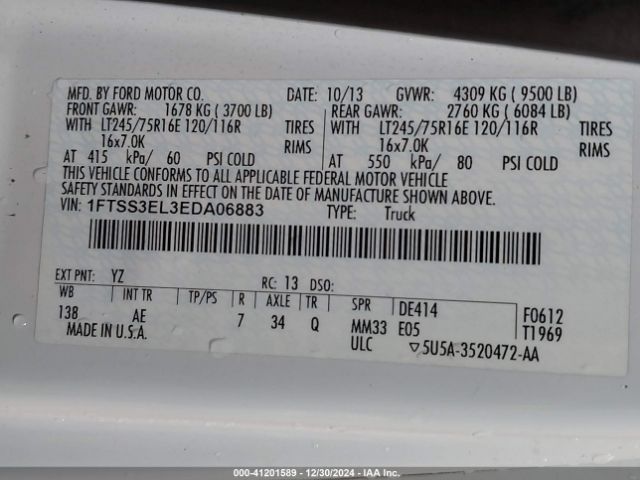 MFD. BY FORD MOTOR CO. DATE: 10/13 GVWR: 4309 KG ( 9500 LB)
FRONT GAWR: 1678 KG ( 3700 LB) REAR GAWR: 2760 KG ( 6084 LB)
WITH LT245/75R16E 120/116R TIRES WITH LT245/75R16E 120/116R TIRES
16x7.0K RIMS 16x7.0K RIMS
AT 415 kPa/ 60 PSI COLD AT 550 kPa/ 80 PSI COLD
THIS VEHICLE CONFORMS TO ALL APPLICABLE FEDERAL MOTOR VEHICLE
SAFETY STANDARDS IN EFFECT ON THE DATE OF MANUFACTURE SHOWN ABOVE.
VIN: 1FTSS3EL3EDA06883 TYPE: Truck
EXT PNT: YZ RC: 13 DSO:
WB INT TR TP/PS R AXLE TR SPR DE414 F0612
138 AE 7 34 Q MM33 E05 T1969
MADE IN U.S.A. ULC ▽5U5A-3520472-AA
000-41201589 - 12/30/2024 - IAAI.com